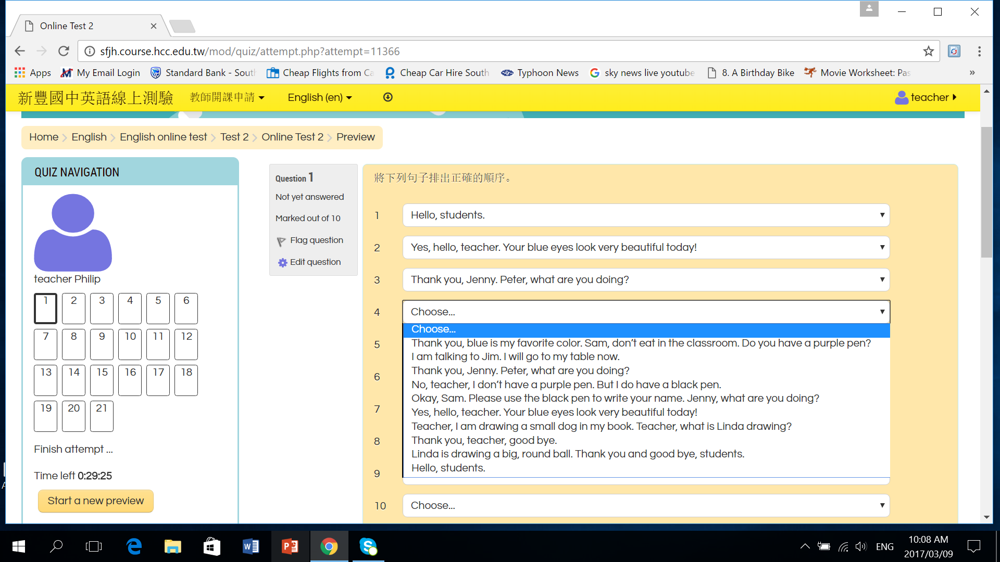 Online Test 2
sfjh.course.hcc.edu.tw/mod/quiz/attempt.php?attempt=11366
Apps My Email Login Standard Bank - Sout Cheap Flights from Ca Cheap Car Hire South Typhoon News sky news live youtube 8. A Birthday Bike Movie Worksheet: Pas »
新豐國中英語線上測驗 教師開課申請 English (en) teacher
Home English English online test Test 2 Online Test 2 Preview
QUIZ NAVIGATION
teacher Philip
1 2 3 4 5 6
7 8 9 10 11 12
13 14 15 16 17 18
19 20 21
Finish attempt ...
Time left 0:29:25
Start a new preview
Question 1
Not yet answered
Marked out of 10
Flag question
Edit question
將下列句子排出正確的順序。
1 Hello, students.
2 Yes, hello, teacher. Your blue eyes look very beautiful today!
3 Thank you, Jenny. Peter, what are you doing?
4 Choose...
Choose...
5 Thank you, blue is my favorite color. Sam, don’t eat in the classroom. Do you have a purple pen?
I am talking to Jim. I will go to my table now.
6 Thank you, Jenny. Peter, what are you doing?
No, teacher, I don’t have a purple pen. But I do have a black pen.
Okay, Sam. Please use the black pen to write your name. Jenny, what are you doing?
7 Yes, hello, teacher. Your blue eyes look very beautiful today!
Teacher, I am drawing a small dog in my book. Teacher, what is Linda drawing?
8 Thank you, teacher, good bye.
Linda is drawing a big, round ball. Thank you and good bye, students.
9 Hello, students.
10 Choose...
ENG
10:08 AM
2017/03/09